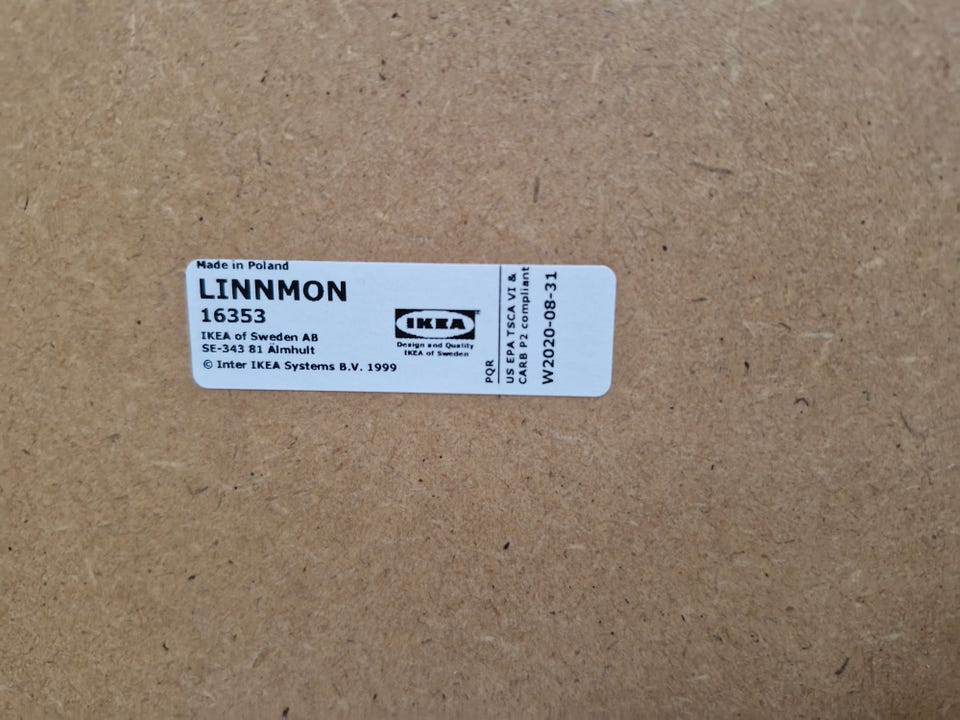 Made in Poland
LINNMON
16353
IKEA of Sweden AB
SE-343 81 Älmhult
© Inter IKEA Systems B.V. 1999
IKEA®
Design and Quality
IKEA of Sweden
PQR
US EPA TSCA VI &
CARB P2 compliant
W2020-08-31